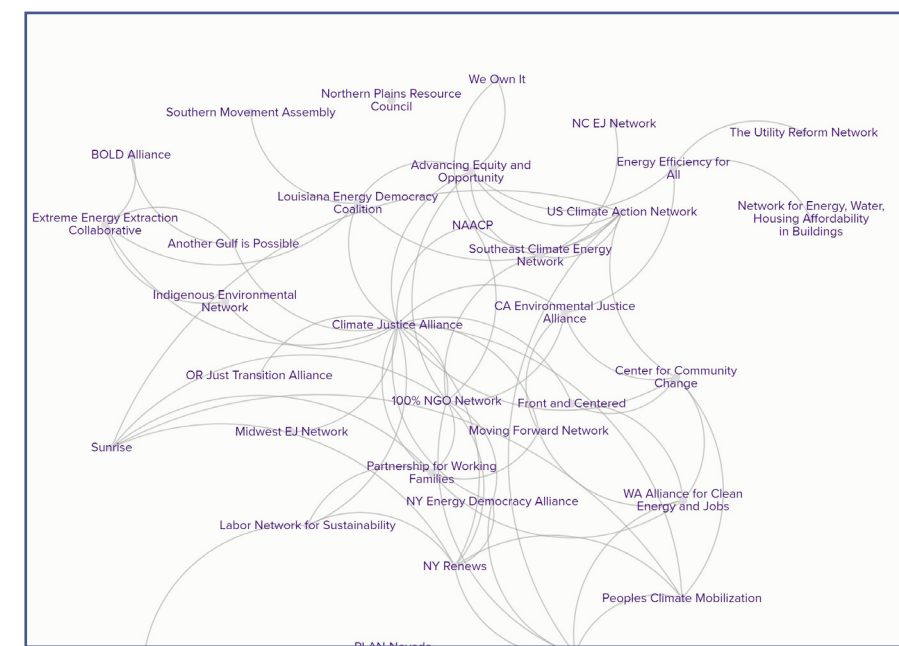 We Own It
Northern Plains Resource
Council
Southern Movement Assembly
NC EJ Network
The Utility Reform Network
BOLD Alliance
Advancing Equity and
Opportunity
Energy Efficiency for
All
Louisiana Energy Democracy
Coalition
US Climate Action Network
Network for Energy, Water,
Housing Affordability
in Buildings
Extreme Energy Extraction
Collaborative
NAACP
Another Gulf is Possible
Southeast Climate Energy
Network
Indigenous Environmental
Network
CA Environmental Justice
Alliance
Climate Justice Alliance
OR Just Transition Alliance
Center for Community
Change
100% NGO Network
Front and Centered
Midwest EJ Network
Moving Forward Network
Sunrise
Partnership for Working
Families
NY Energy Democracy Alliance
WA Alliance for Clean
Energy and Jobs
Labor Network for Sustainability
NY Renews
Peoples Climate Mobilization
PLAN Nevada